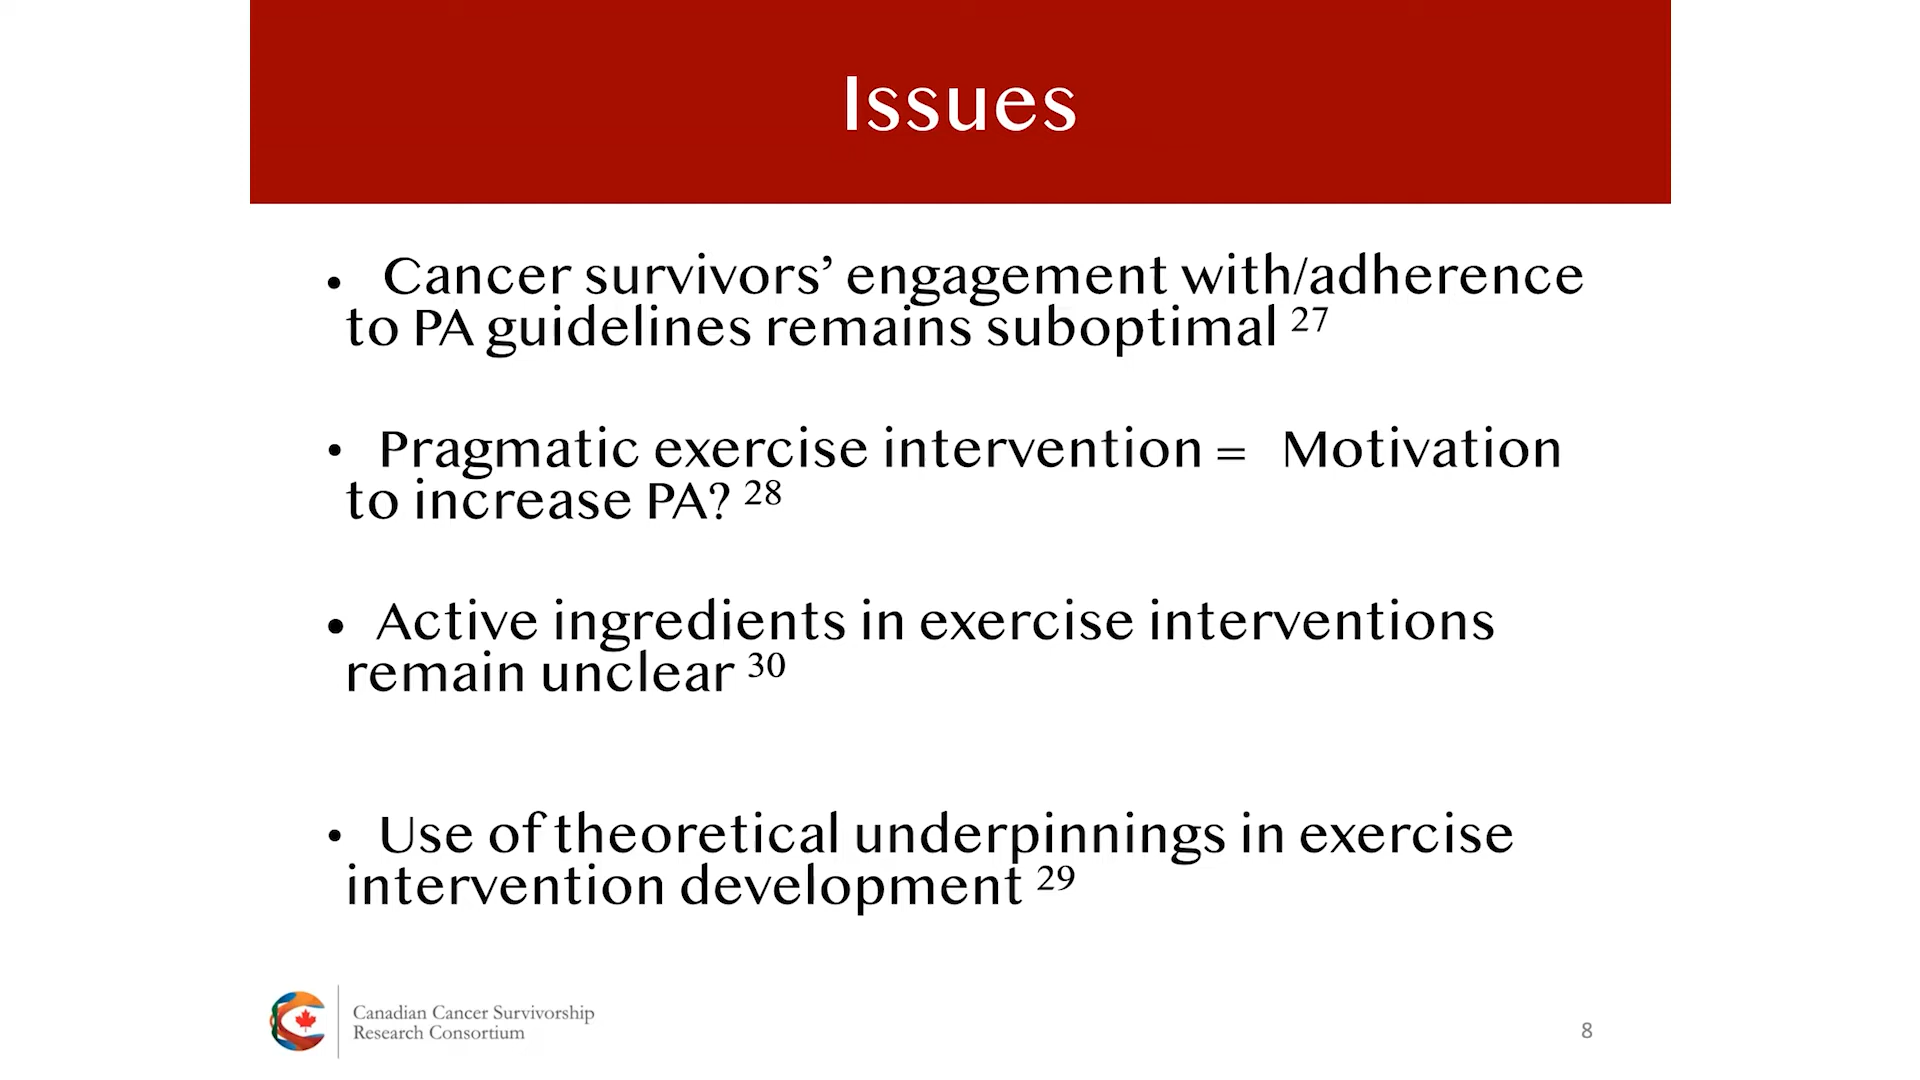 Issues
• Cancer survivors’ engagement with/adherence
to PA guidelines remains suboptimal 27
• Pragmatic exercise intervention = Motivation
to increase PA? 28
• Active ingredients in exercise interventions
remain unclear 30
• Use of theoretical underpinnings in exercise
intervention development 29
Canadian Cancer Survivorship
Research Consortium
8